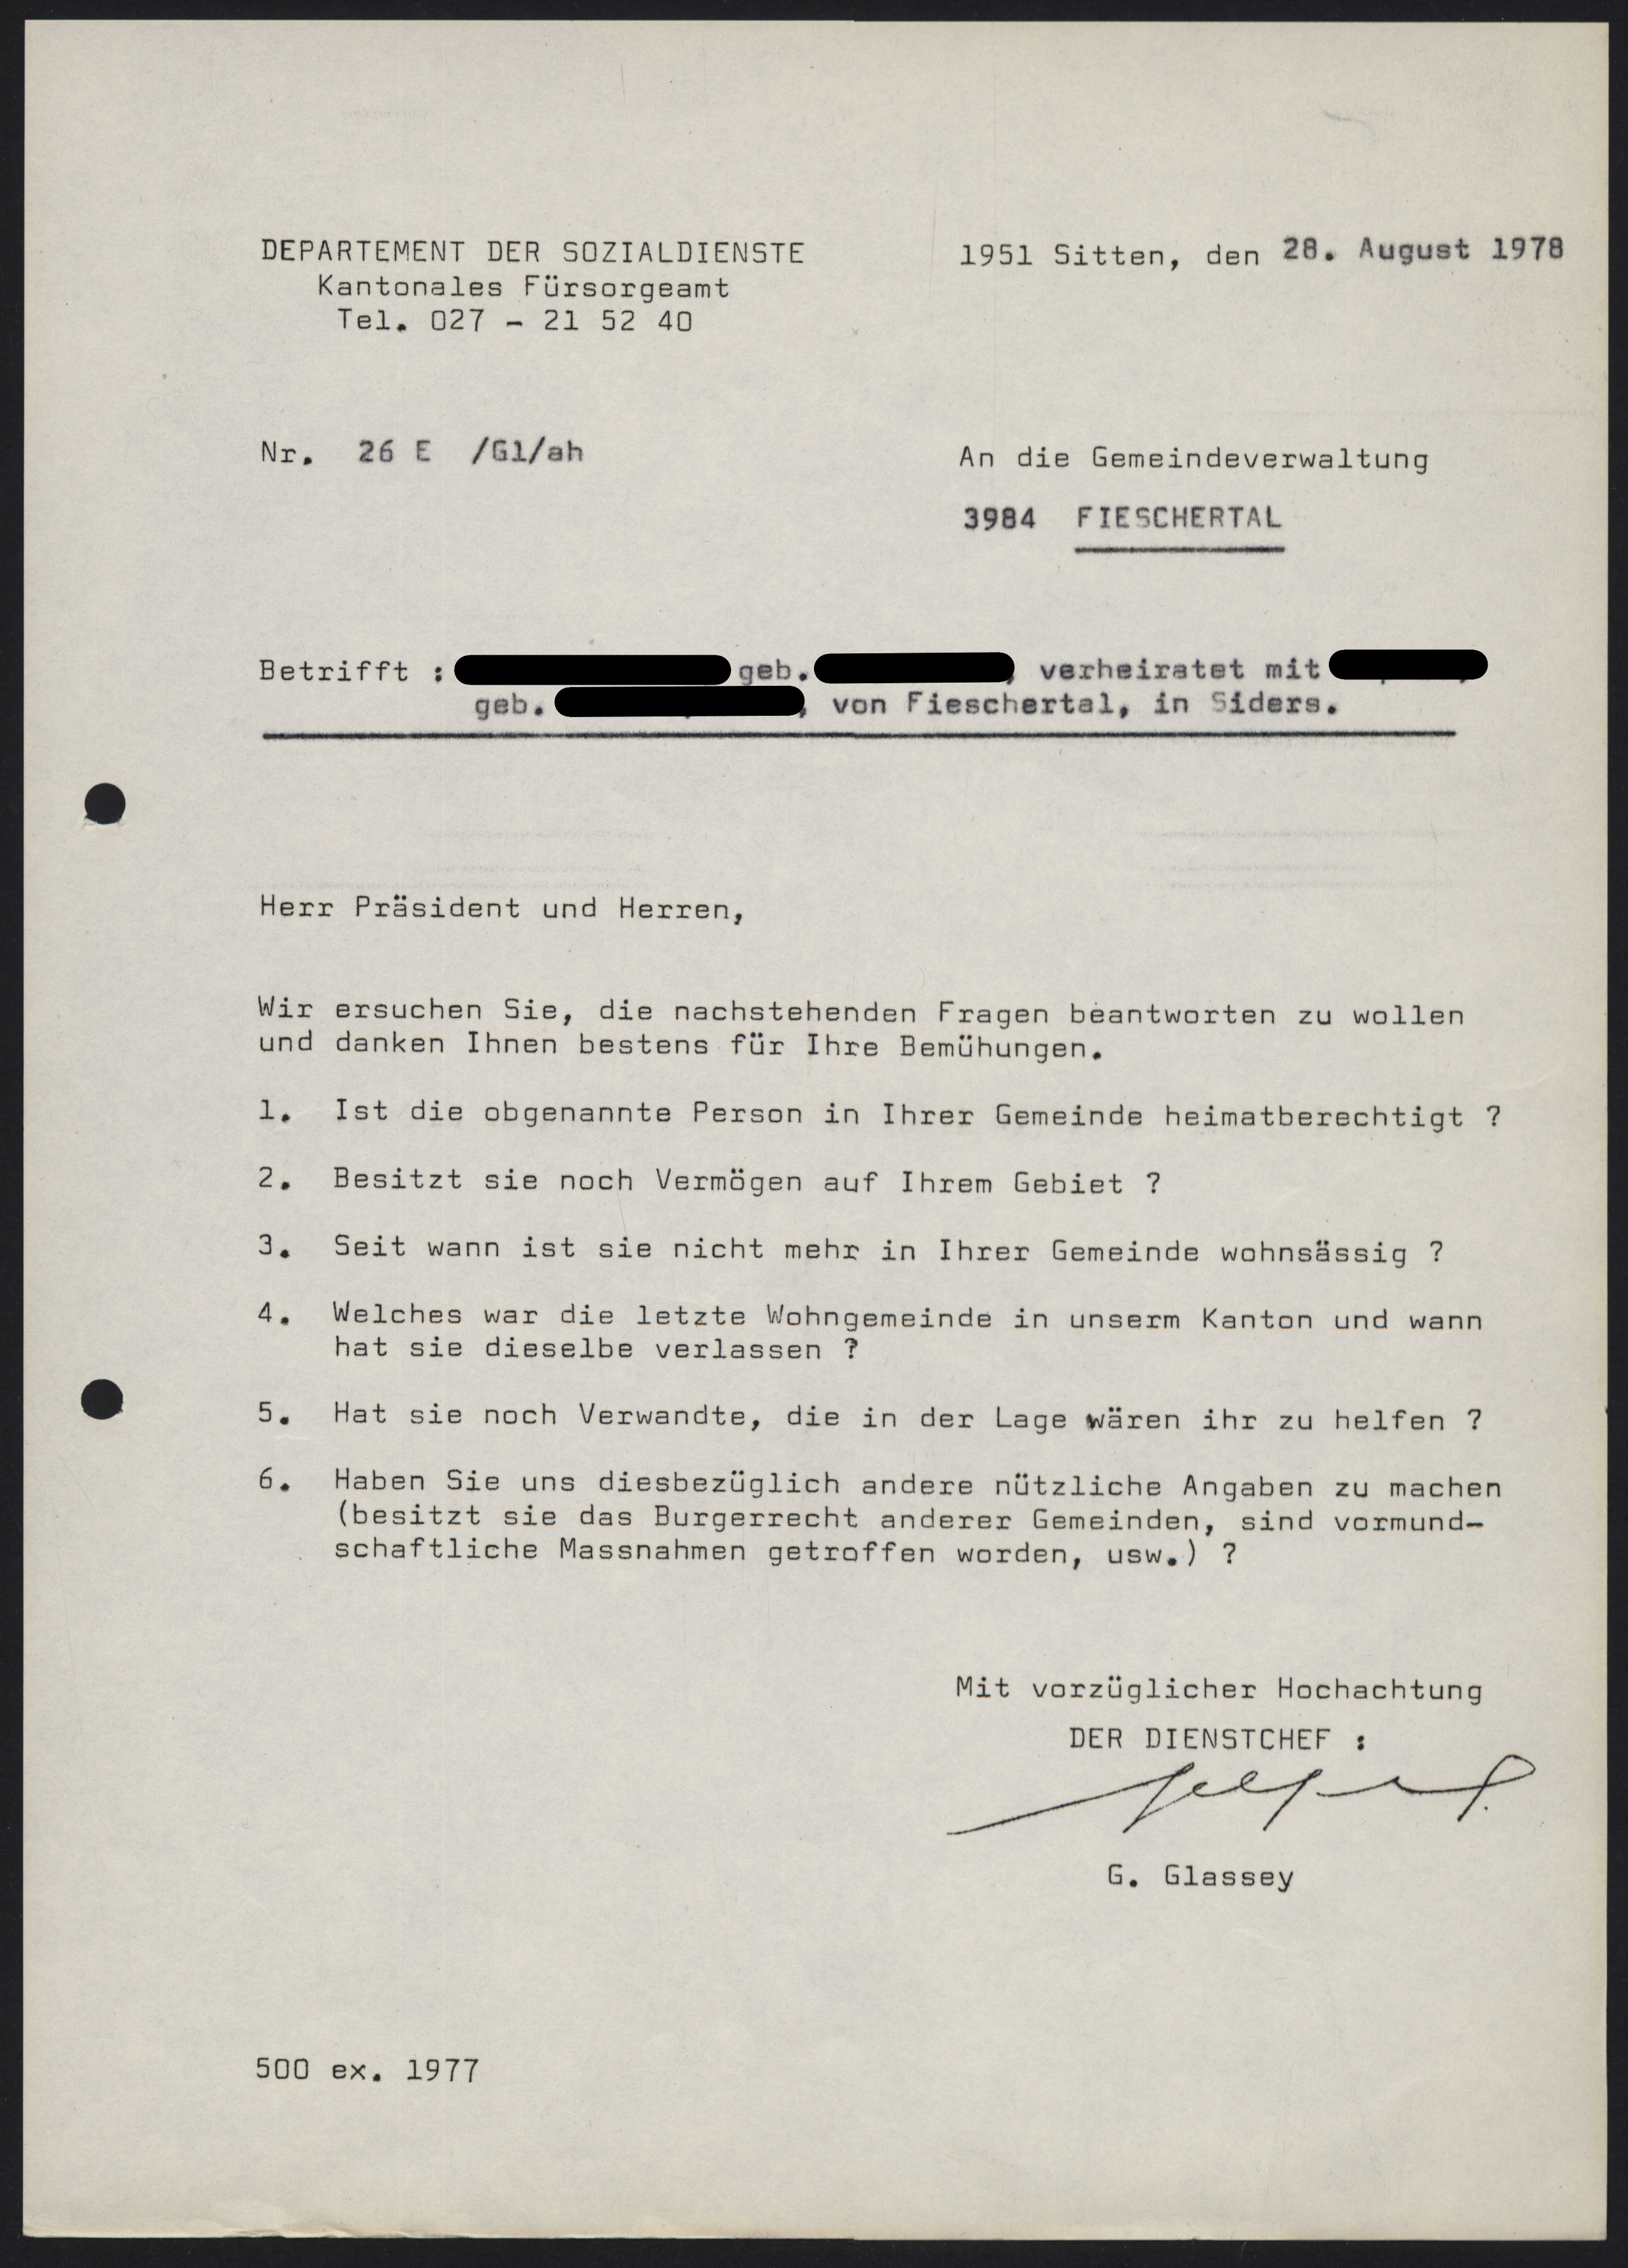 DEPARTEMENT DER SOZIALDIENSTE
Kantonales Fürsorgeamt
Tel. 027 - 21 52 40
1951 Sitten, den 28. August 1978
Nr. 26 E /Gl/ah
An die Gemeindeverwaltung
3984 FIESCHERTAL
Betrifft : geb. , verheiratet mit ,
geb. , von Fieschertal, in Siders.
Herr Präsident und Herren,
Wir ersuchen Sie, die nachstehenden Fragen beantworten zu wollen
und danken Ihnen bestens für Ihre Bemühungen.
1. Ist die obgenannte Person in Ihrer Gemeinde heimatberechtigt ?
2. Besitzt sie noch Vermögen auf Ihrem Gebiet ?
3. Seit wann ist sie nicht mehr in Ihrer Gemeinde wohnsässig ?
4. Welches war die letzte Wohngemeinde in unserm Kanton und wann
hat sie dieselbe verlassen ?
5. Hat sie noch Verwandte, die in der Lage wären ihr zu helfen ?
6. Haben Sie uns diesbezüglich andere nützliche Angaben zu machen
(besitzt sie das Burgerrecht anderer Gemeinden, sind vormund-
schaftliche Massnahmen getroffen worden, usw.) ?
Mit vorzüglicher Hochachtung
DER DIENSTCHEF :
G. Glassey
500 ex. 1977